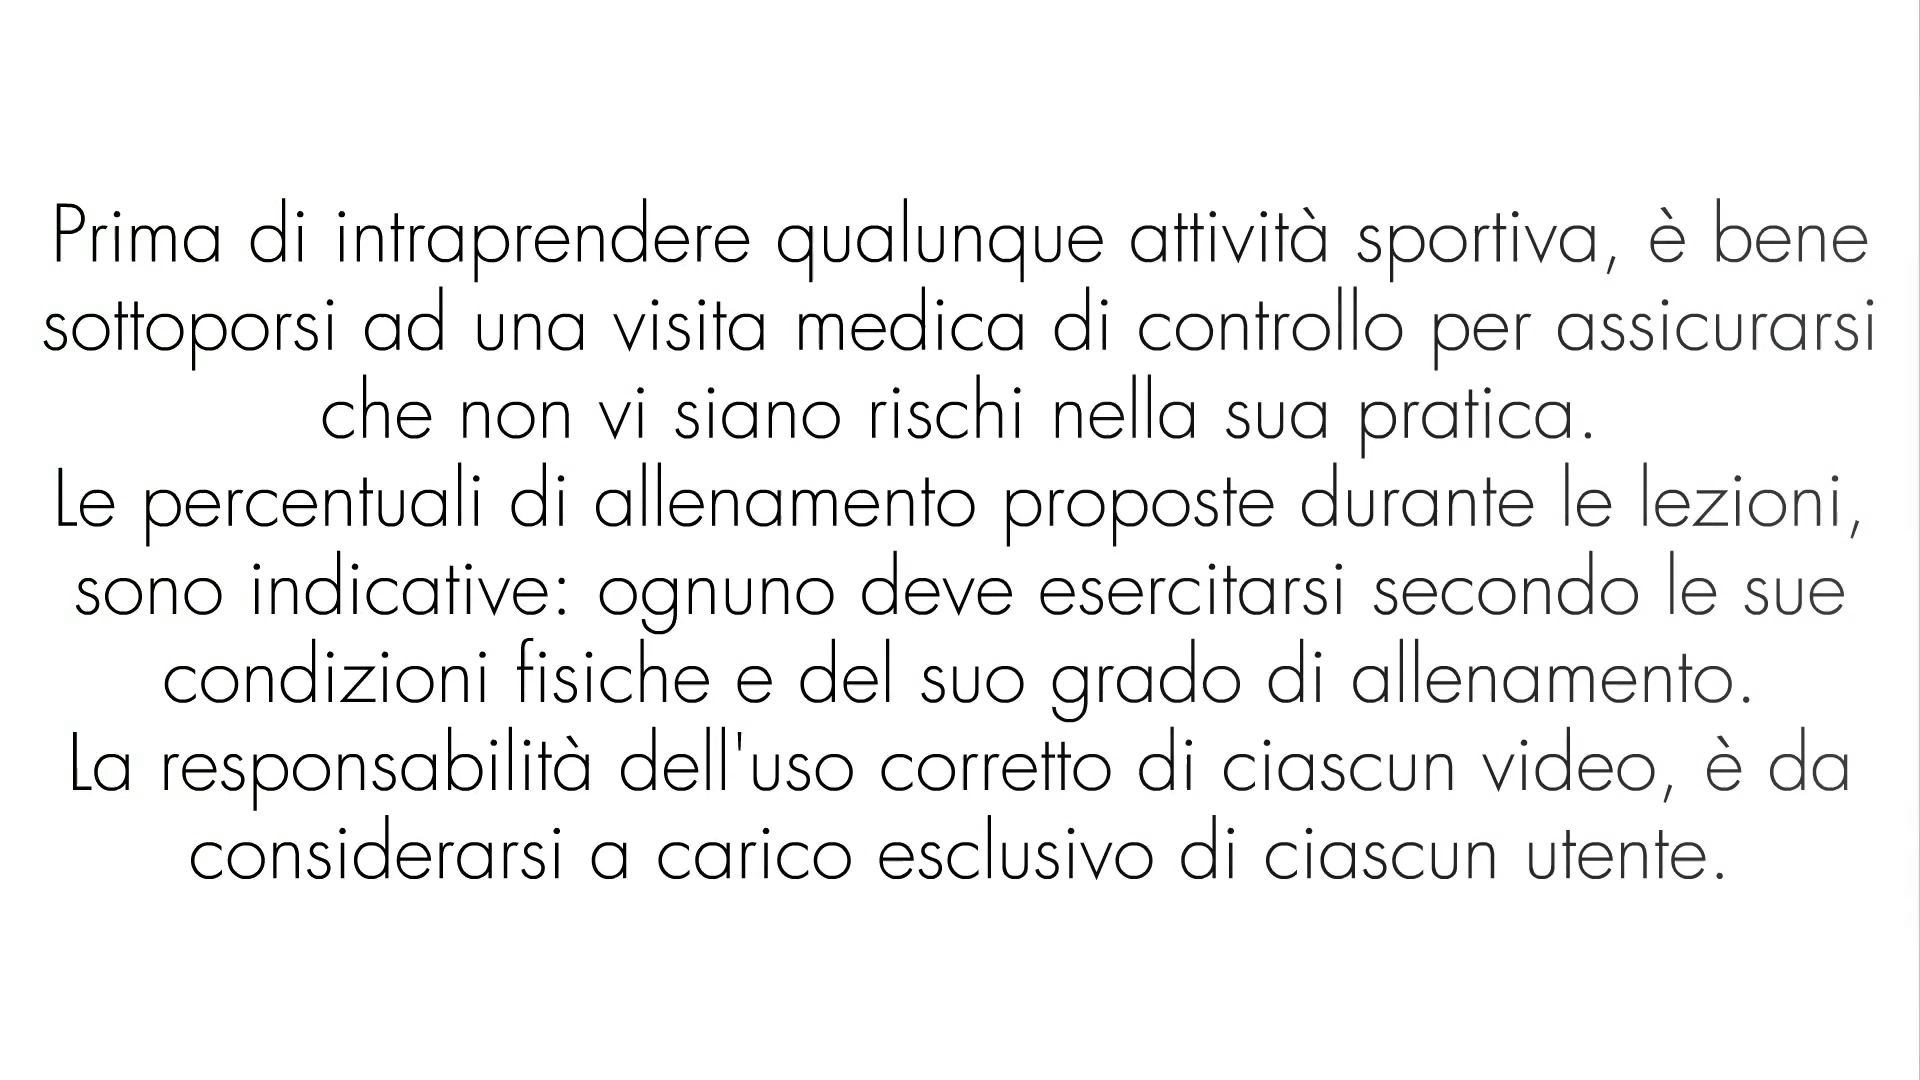 Prima di intraprendere qualunque attività sportiva, è bene
sottoporsi ad una visita medica di controllo per assicurarsi
che non vi siano rischi nella sua pratica.
Le percentuali di allenamento proposte durante le lezioni,
sono indicative: ognuno deve esercitarsi secondo le sue
condizioni fisiche e del suo grado di allenamento.
La responsabilità dell'uso corretto di ciascun video, è da
considerarsi a carico esclusivo di ciascun utente.